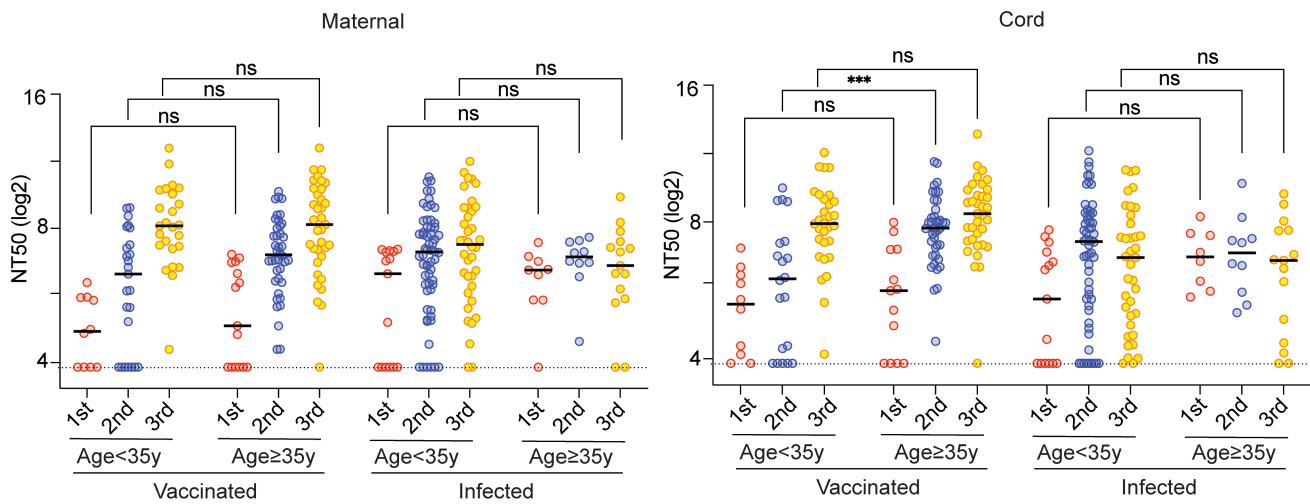 Maternal
ns
ns
ns
ns
ns
ns
16
8
4
NT50 (log2)
1st
2nd
3rd
1st
2nd
3rd
1st
2nd
3rd
1st
2nd
3rd
Age<35y
Age≥35y
Age<35y
Age≥35y
Vaccinated
Infected
Cord
ns
***
ns
ns
ns
ns
16
8
4
NT50 (log2)
1st
2nd
3rd
1st
2nd
3rd
1st
2nd
3rd
1st
2nd
3rd
Age<35y
Age≥35y
Age<35y
Age≥35y
Vaccinated
Infected